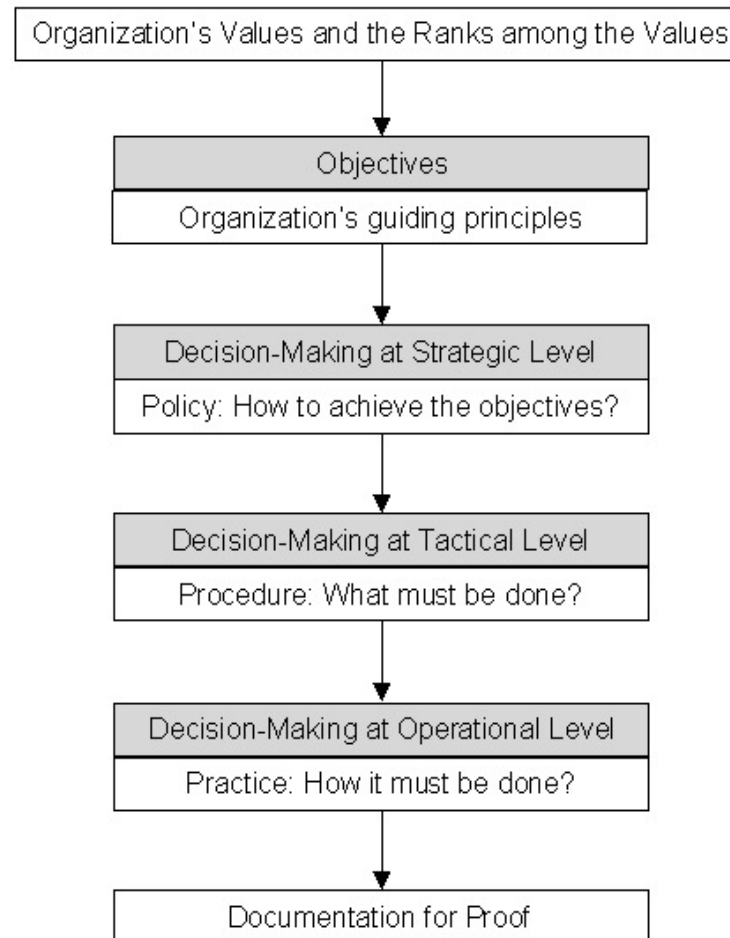 Organization's Values and the Ranks among the Values
Objectives
Organization's guiding principles
Decision-Making at Strategic Level
Policy: How to achieve the objectives?
Decision-Making at Tactical Level
Procedure: What must be done?
Decision-Making at Operational Level
Practice: How it must be done?
Documentation for Proof